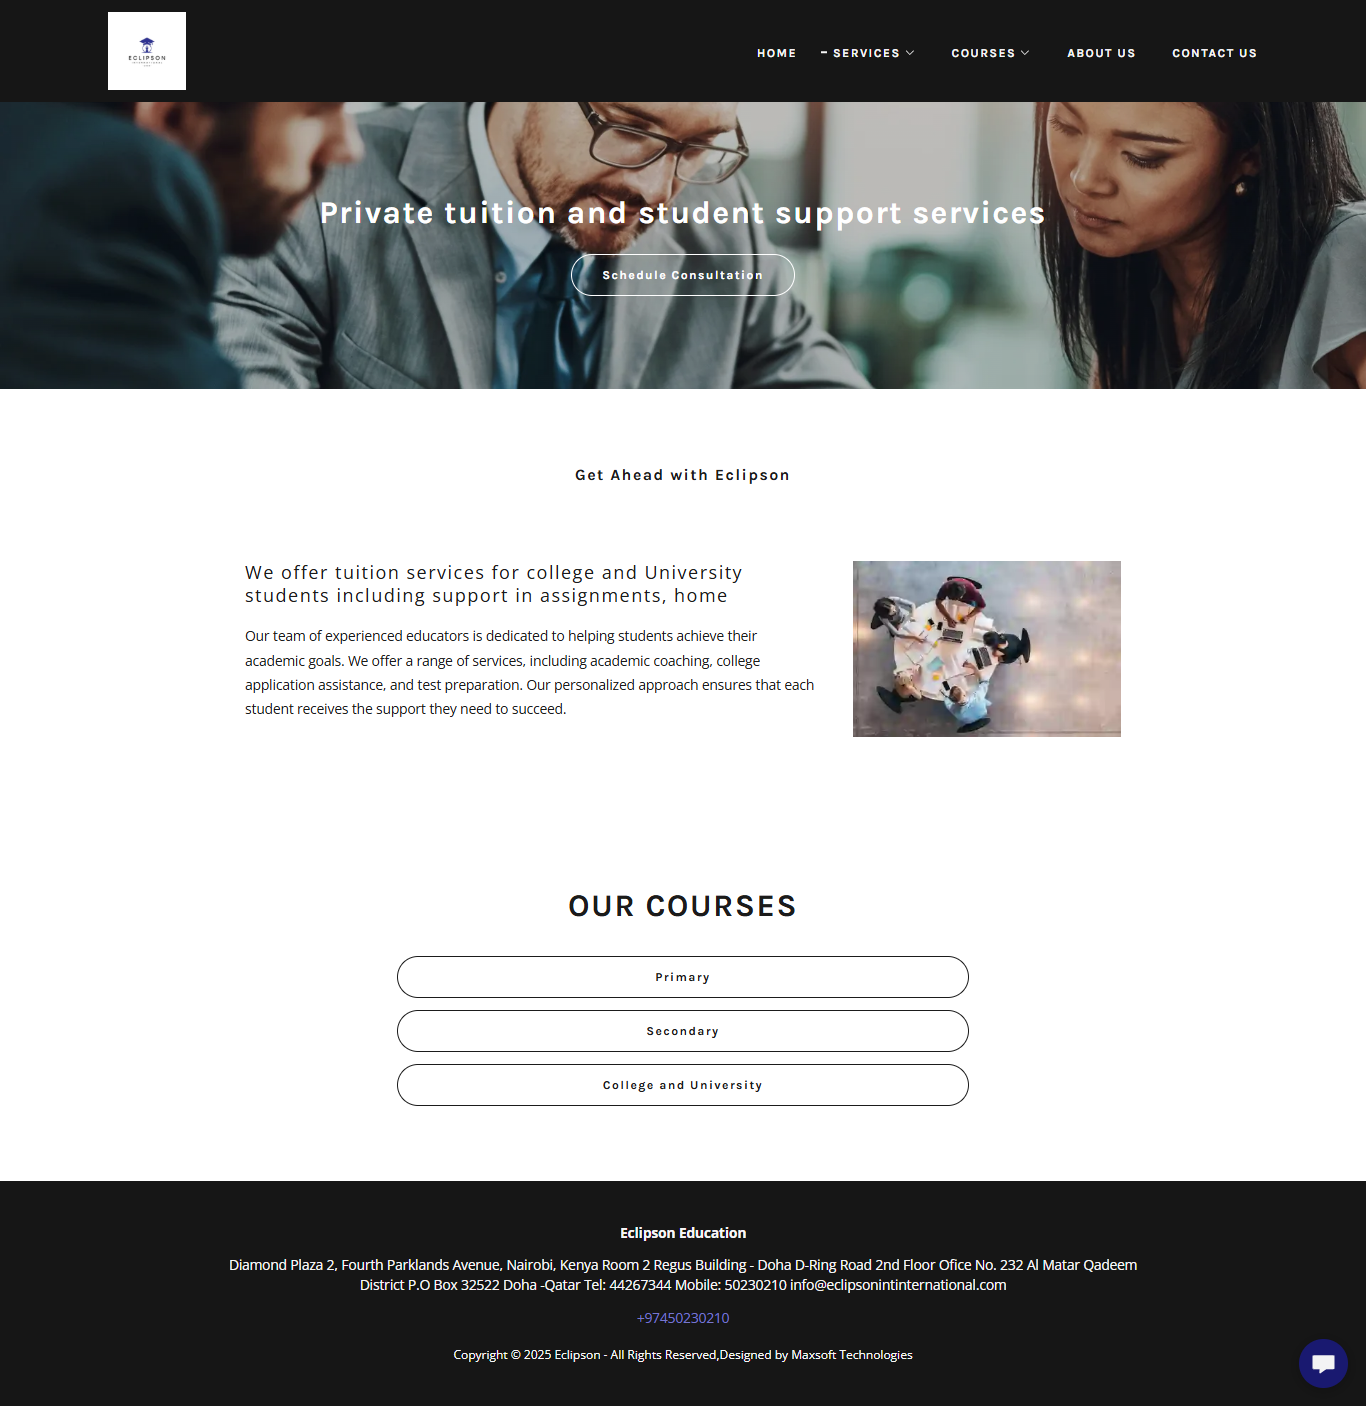 ECLIPSON
INTERNATIONAL
HOME
SERVICES
COURSES
ABOUT US
CONTACT US
Private tuition and student support services
Schedule Consultation
Get Ahead with Eclipson
We offer tuition services for college and University
students including support in assignments, home
Our team of experienced educators is dedicated to helping students achieve their
academic goals. We offer a range of services, including academic coaching, college
application assistance, and test preparation. Our personalized approach ensures that each
student receives the support they need to succeed.
OUR COURSES
Primary
Secondary
College and University
Eclipson Education
Diamond Plaza 2, Fourth Parklands Avenue, Nairobi, Kenya Room 2 Regus Building - Doha D-Ring Road 2nd Floor Ofice No. 232 Al Matar Qadeem
District P.O Box 32522 Doha -Qatar Tel: 44267344 Mobile: 50230210 info@eclipsonintinternational.com
+97450230210
Copyright © 2025 Eclipson - All Rights Reserved,Designed by Maxsoft Technologies